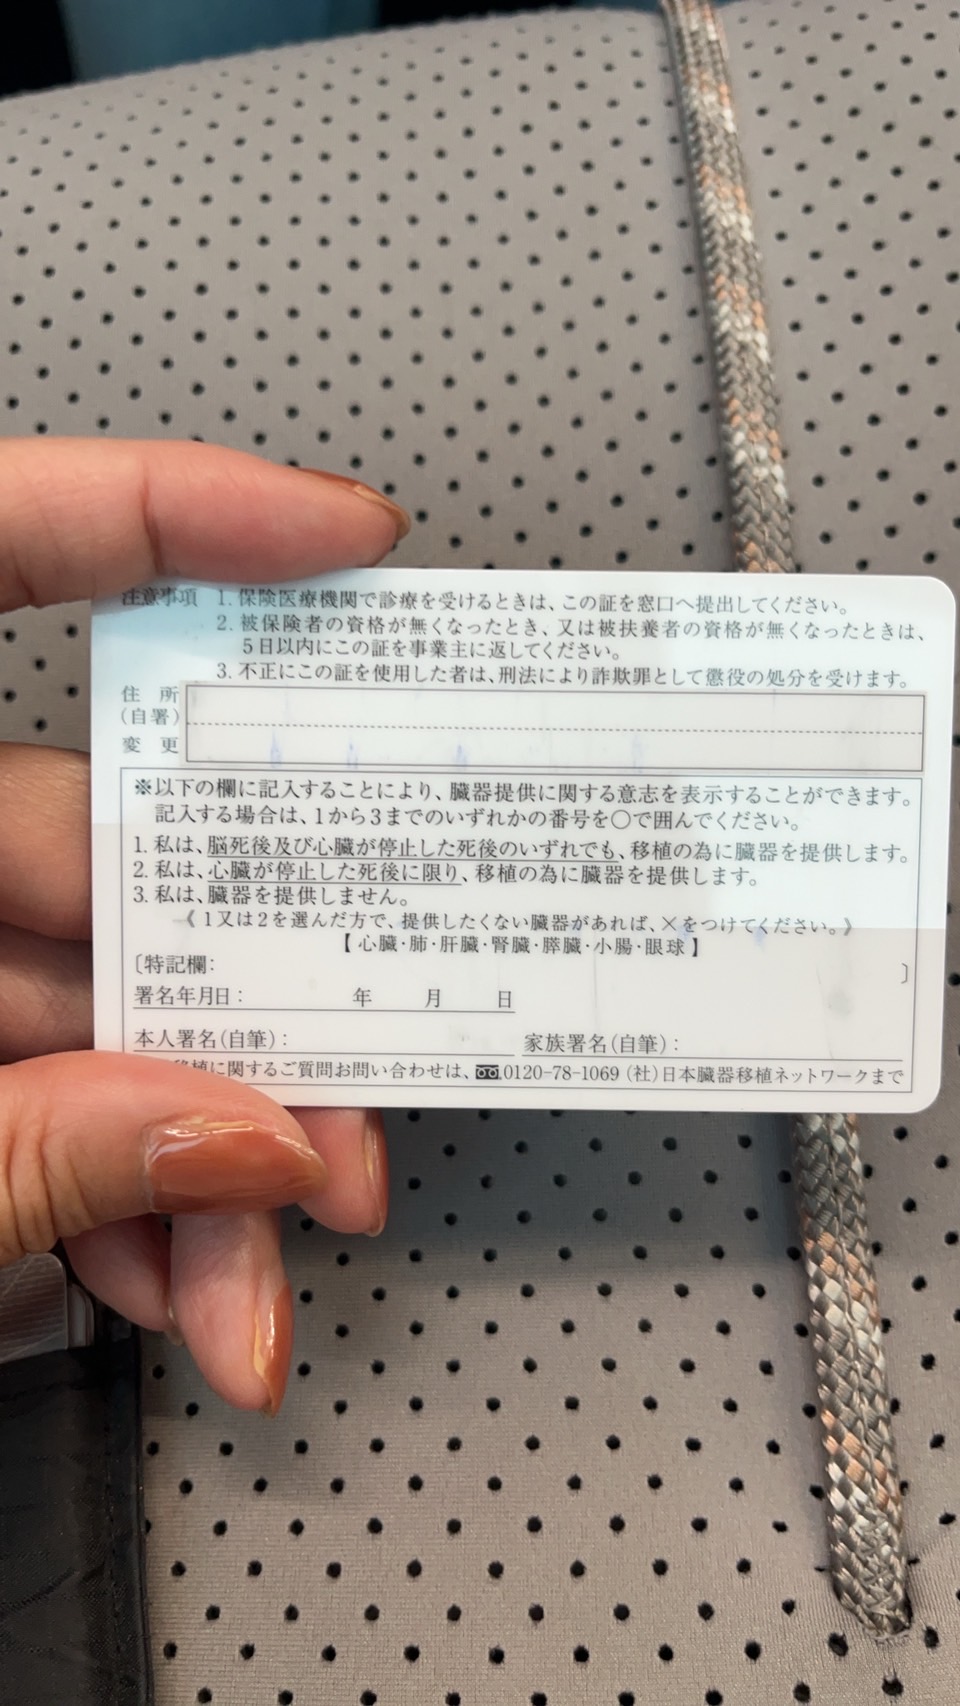 注意事項 1. 保険医療機関で診療を受けるときは、この証を窓口へ提出してください。
2. 被保険者の資格が無くなったとき、又は被扶養者の資格が無くなったときは、
5日以内にこの証を事業主に返してください。
3. 不正にこの証を使用した者は、刑法により詐欺罪として懲役の処分を受けます。
住 所
(自署)
変 更
※以下の欄に記入することにより、臓器提供に関する意志を表示することができます。
記入する場合は、1から3までのいずれかの番号を○で囲んでください。
1. 私は、脳死後及び心臓が停止した死後のいずれでも、移植の為に臓器を提供します。
2. 私は、心臓が停止した死後に限り、移植の為に臓器を提供します。
3. 私は、臓器を提供しません。
《 1又は2を選んだ方で、提供したくない臓器があれば、×をつけてください。》
【 心臓・肺・肝臓・腎臓・膵臓・小腸・眼球 】
〔特記欄: 〕
署名年月日: 年 月 日
本人署名(自筆): 家族署名(自筆):
移植に関するご質問お問い合わせは、0120-78-1069 (社)日本臓器移植ネットワークまで